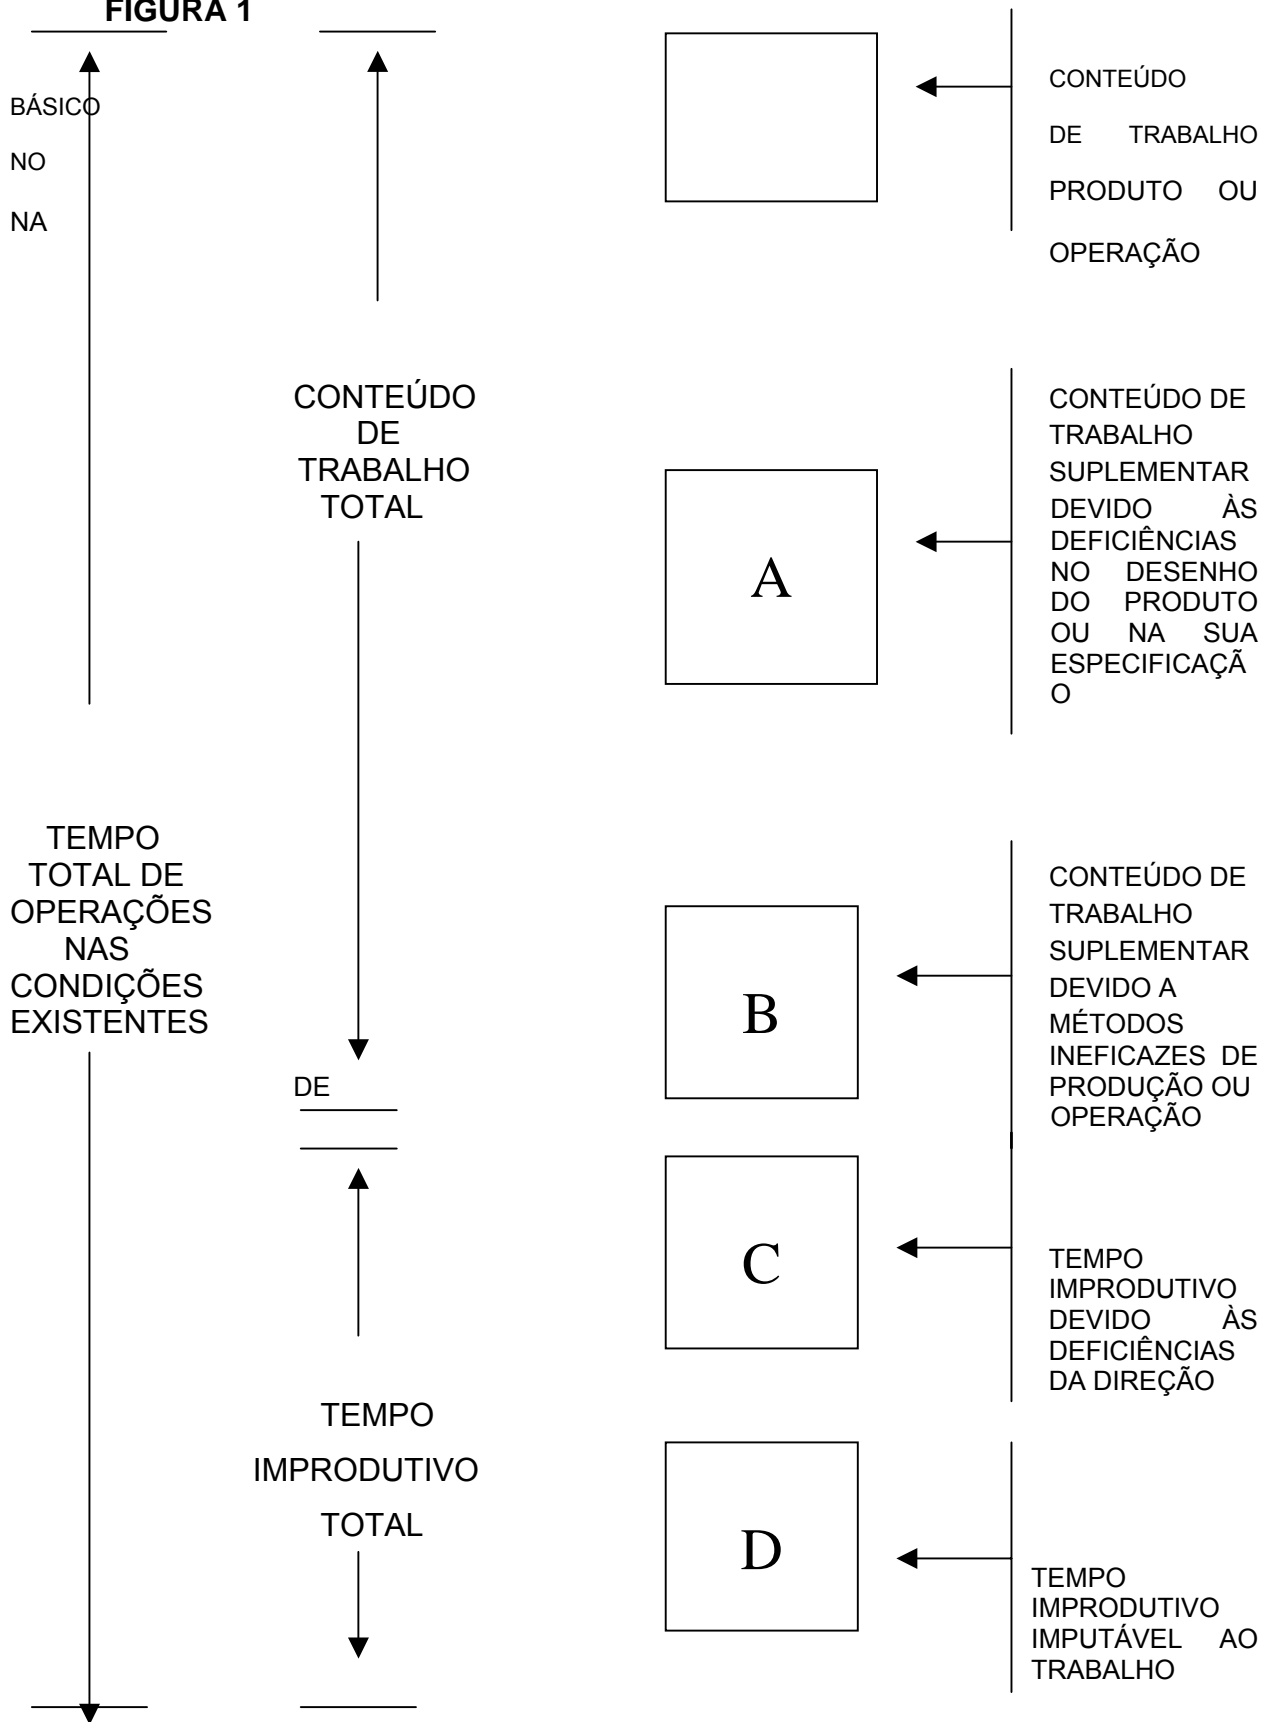 FIGURA 1
BÁSICO
NO
NA
TEMPO
TOTAL DE
OPERAÇÕES
NAS
CONDIÇÕES
EXISTENTES
CONTEÚDO
DE
TRABALHO
TOTAL
DE
TEMPO
IMPRODUTIVO
TOTAL
CONTEÚDO
DE TRABALHO
PRODUTO OU
OPERAÇÃO
A
CONTEÚDO DE
TRABALHO
SUPLEMENTAR
DEVIDO ÀS
DEFICIÊNCIAS
NO DESENHO
DO PRODUTO
OU NA SUA
ESPECIFICAÇÃ
O
B
CONTEÚDO DE
TRABALHO
SUPLEMENTAR
DEVIDO A
MÉTODOS
INEFICAZES DE
PRODUÇÃO OU
OPERAÇÃO
C
TEMPO
IMPRODUTIVO
DEVIDO ÀS
DEFICIÊNCIAS
DA DIREÇÃO
D
TEMPO
IMPRODUTIVO
IMPUTÁVEL AO
TRABALHO